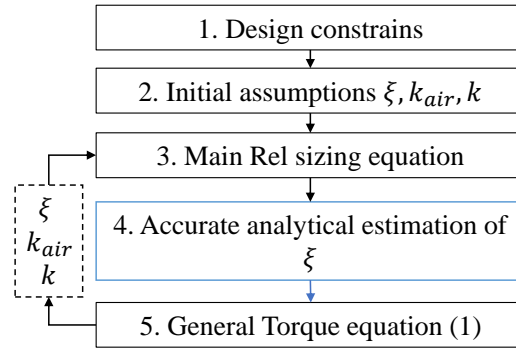 1. Design constrains
2. Initial assumptions ξ, k_air, k
3. Main Rel sizing equation
4. Accurate analytical estimation of
ξ
5. General Torque equation (1)
ξ
k_air
k